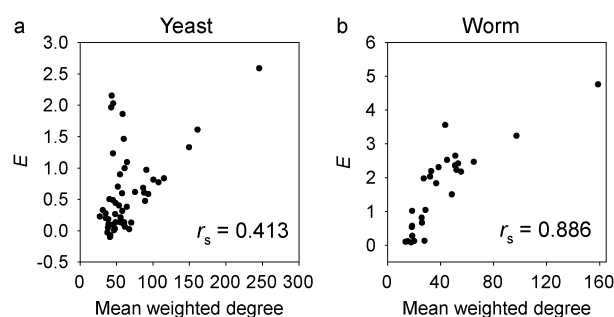 a Yeast
3.0
2.5
2.0
1.5
1.0
0.5
0.0
-0.5
E
0 50 100 150 200 250 300
Mean weighted degree
rs = 0.413
b Worm
6
5
4
3
2
1
0
E
0 40 80 120 160
Mean weighted degree
rs = 0.886